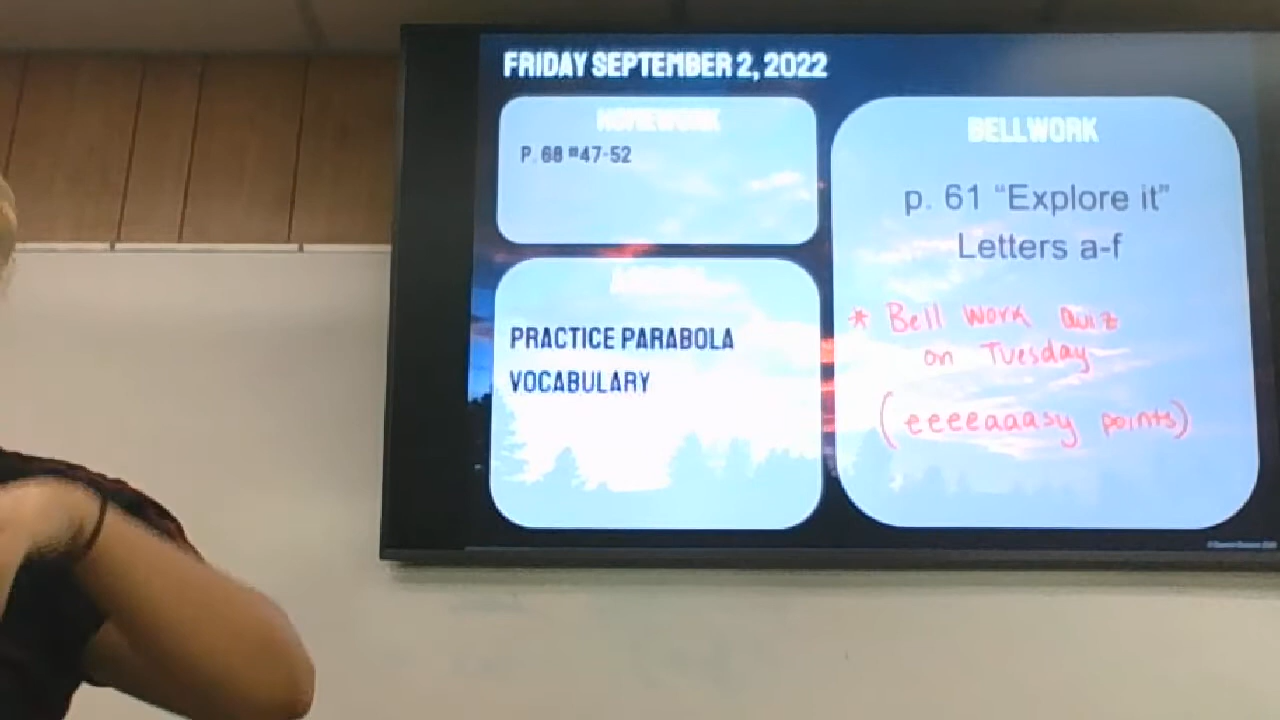 FRIDAY SEPTEMBER 2, 2022
HOMEWORK
P. 68 #47-52
PRACTICE PARABOLA
VOCABULARY
BELLWORK
p. 61 “Explore it”
Letters a-f
* Bell work Quiz
on Tuesday
(eeeeaaasy points)